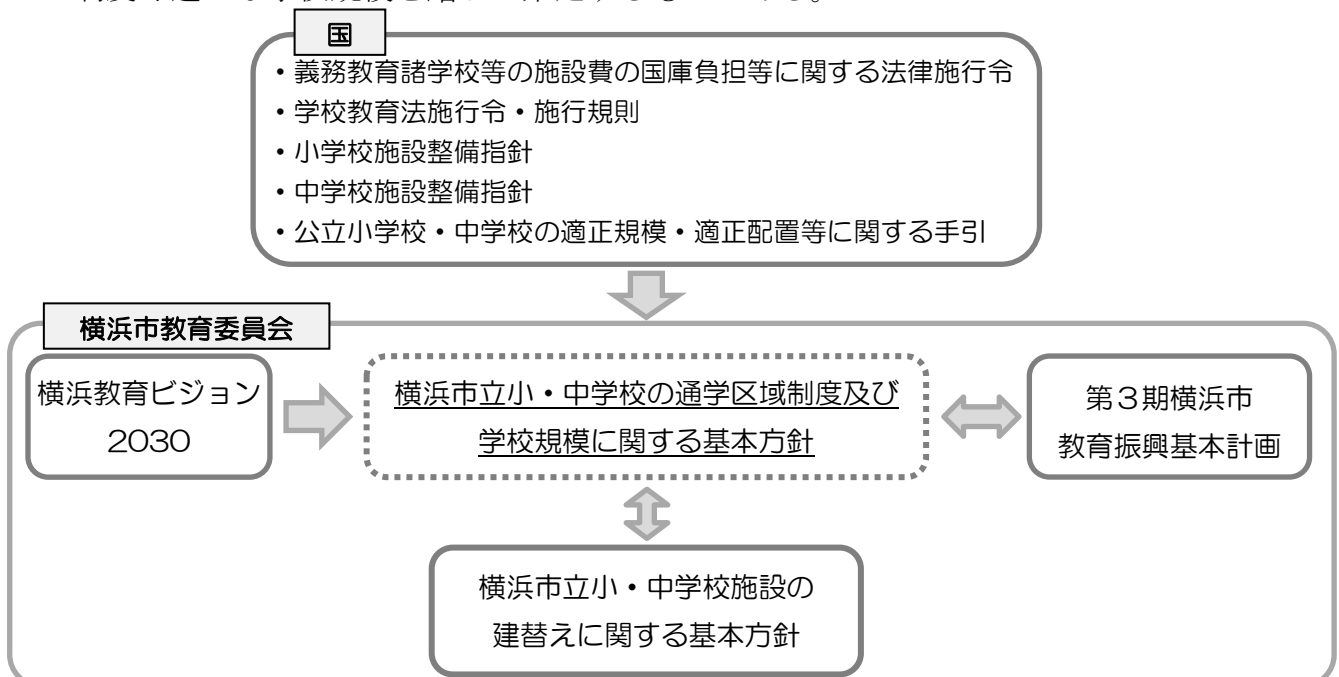 国
・義務教育諸学校等の施設費の国庫負担等に関する法律施行令
・学校教育法施行令・施行規則
・小学校施設整備指針
・中学校施設整備指針
・公立小学校・中学校の適正規模・適正配置等に関する手引
横浜市教育委員会
横浜教育ビジョン
2030
横浜市立小・中学校の通学区域制度及び
学校規模に関する基本方針
第3期横浜市
教育振興基本計画
横浜市立小・中学校施設の
建替えに関する基本方針